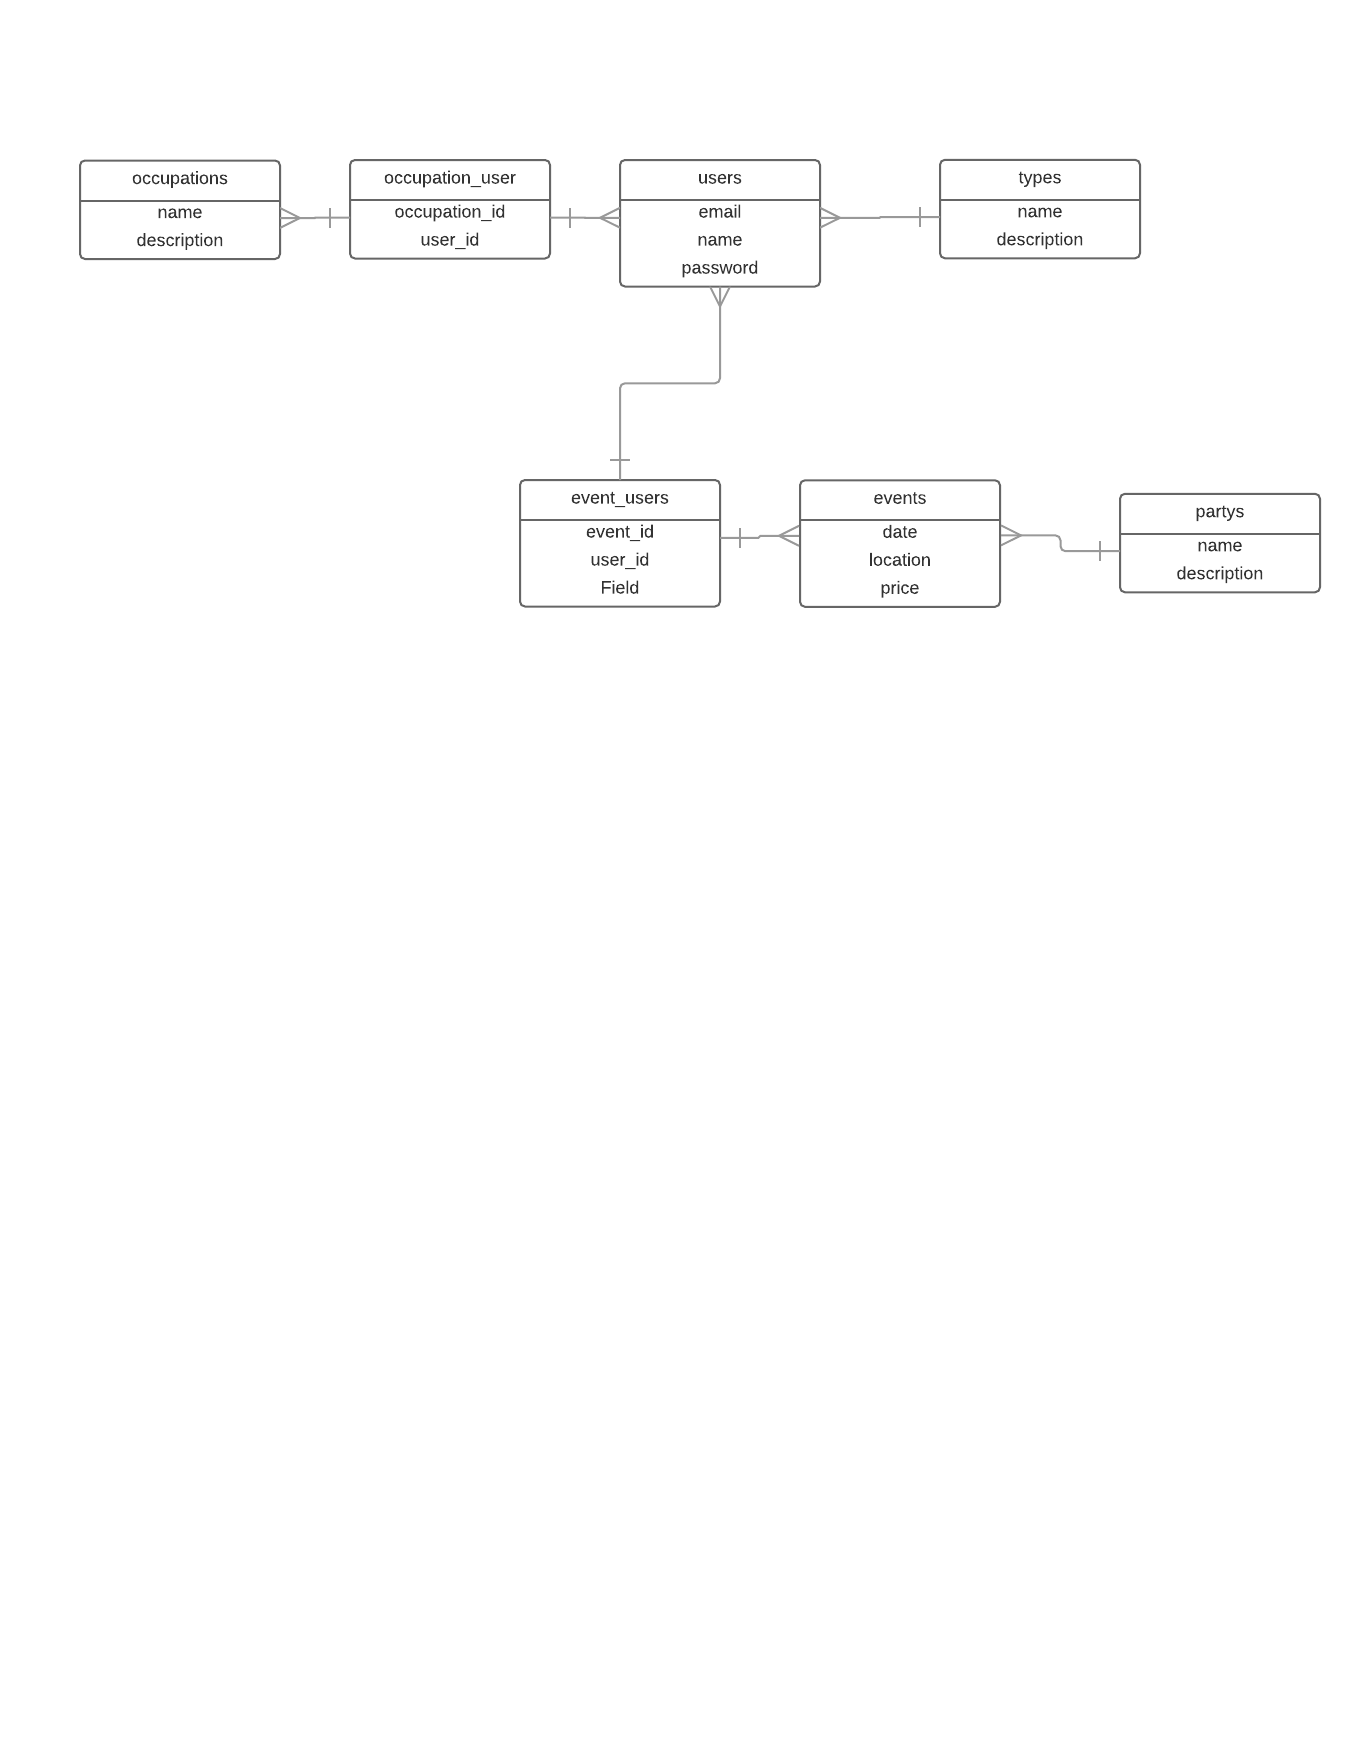 occupations
name
description
occupation_user
occupation_id
user_id
users
email
name
password
types
name
description
event_users
event_id
user_id
Field
events
date
location
price
partys
name
description